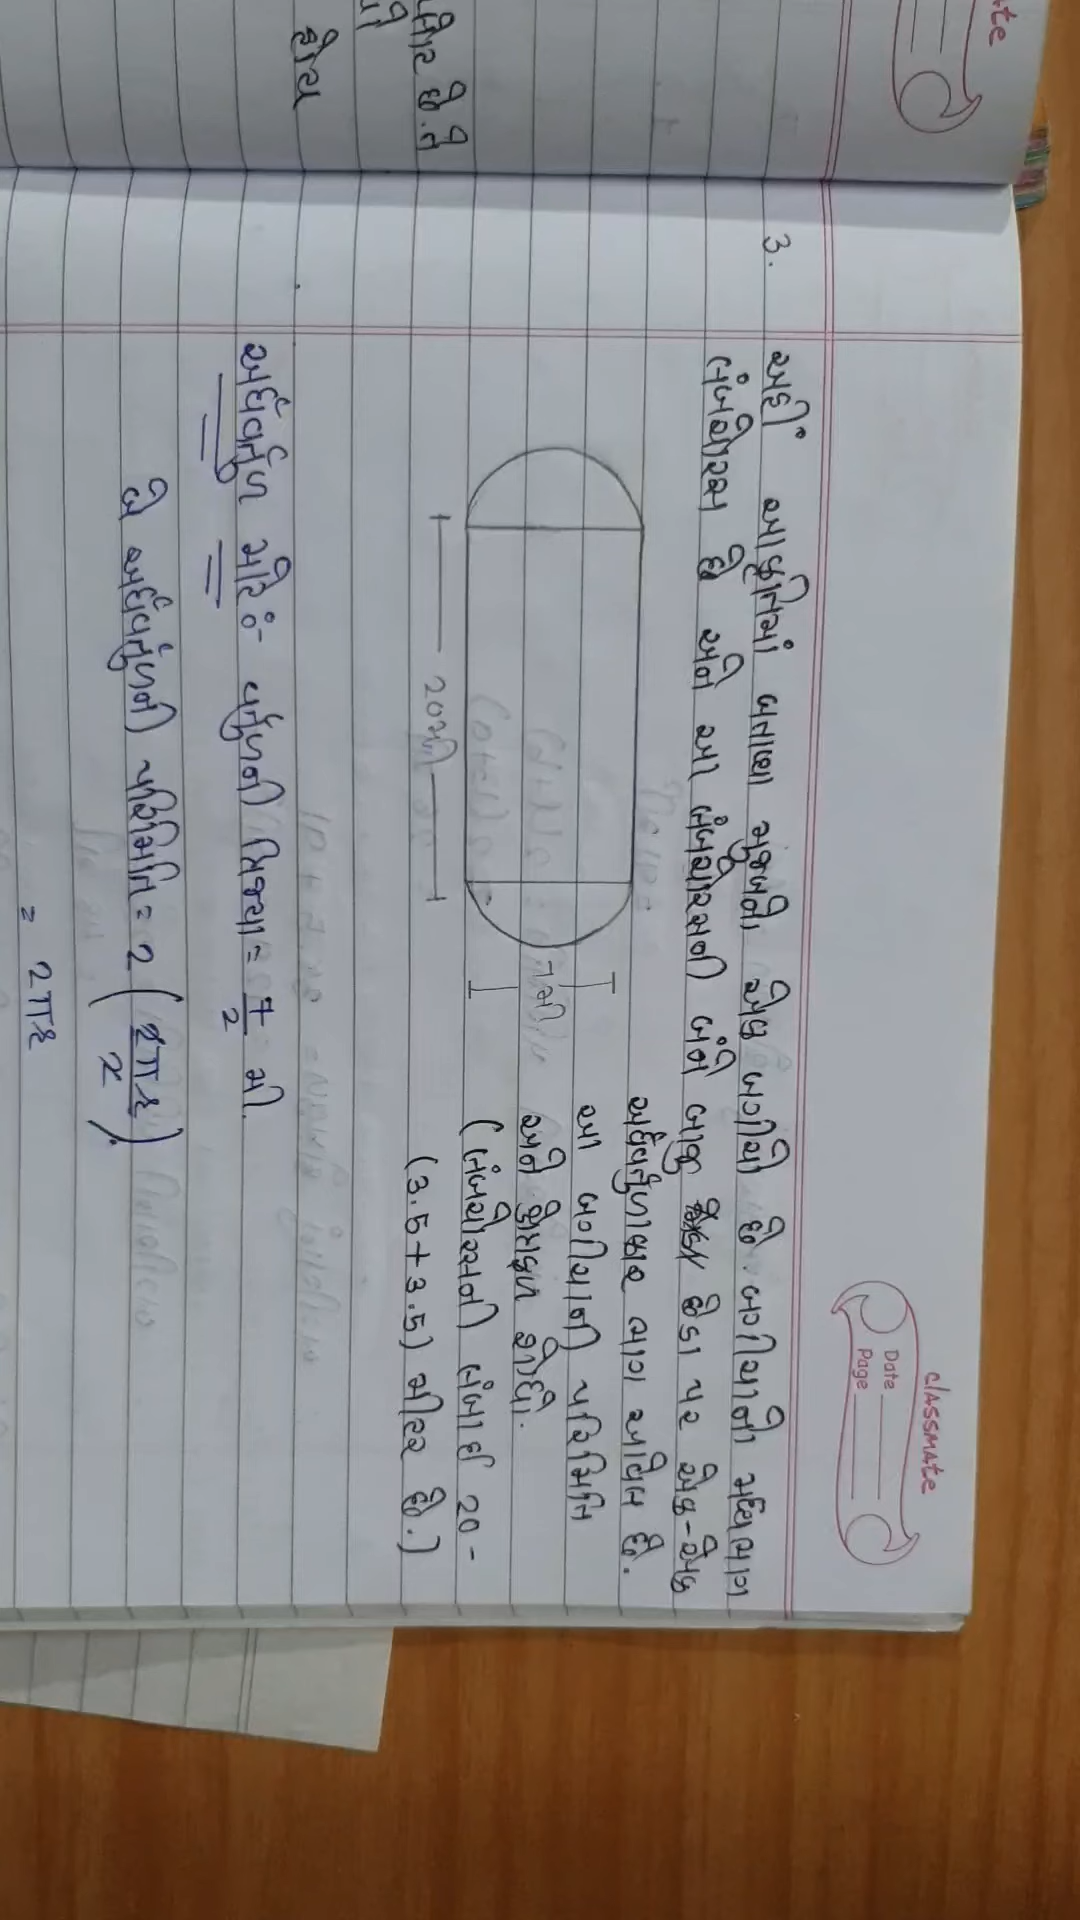 classmate
Date
Page
3. અહીં આકૃતિમાં બતાવ્યા મુજબનો એક બગીચો છે બગીચાનો મધ્યભાગ
લંબચોરસ છે અને આ લંબચોરસની બંને બાજુ છેડા પર એક-એક
અર્ધવર્તુળાકાર ભાગ આવેલ છે.
આ બગીચાની પરિમિતિ
અને ક્ષેત્રફળ શોધો.
(લંબચોરસની લંબાઈ 20-
(3.5+3.5) મીટર છે.)
7મી
20મી
અર્ધવર્તુળ માટે:- વર્તુળની ત્રિજ્યા = 7/2 મી.
બે અર્ધવર્તુળની પરિમિતિ = 2 (2πr/2).
= 2πr
હોય